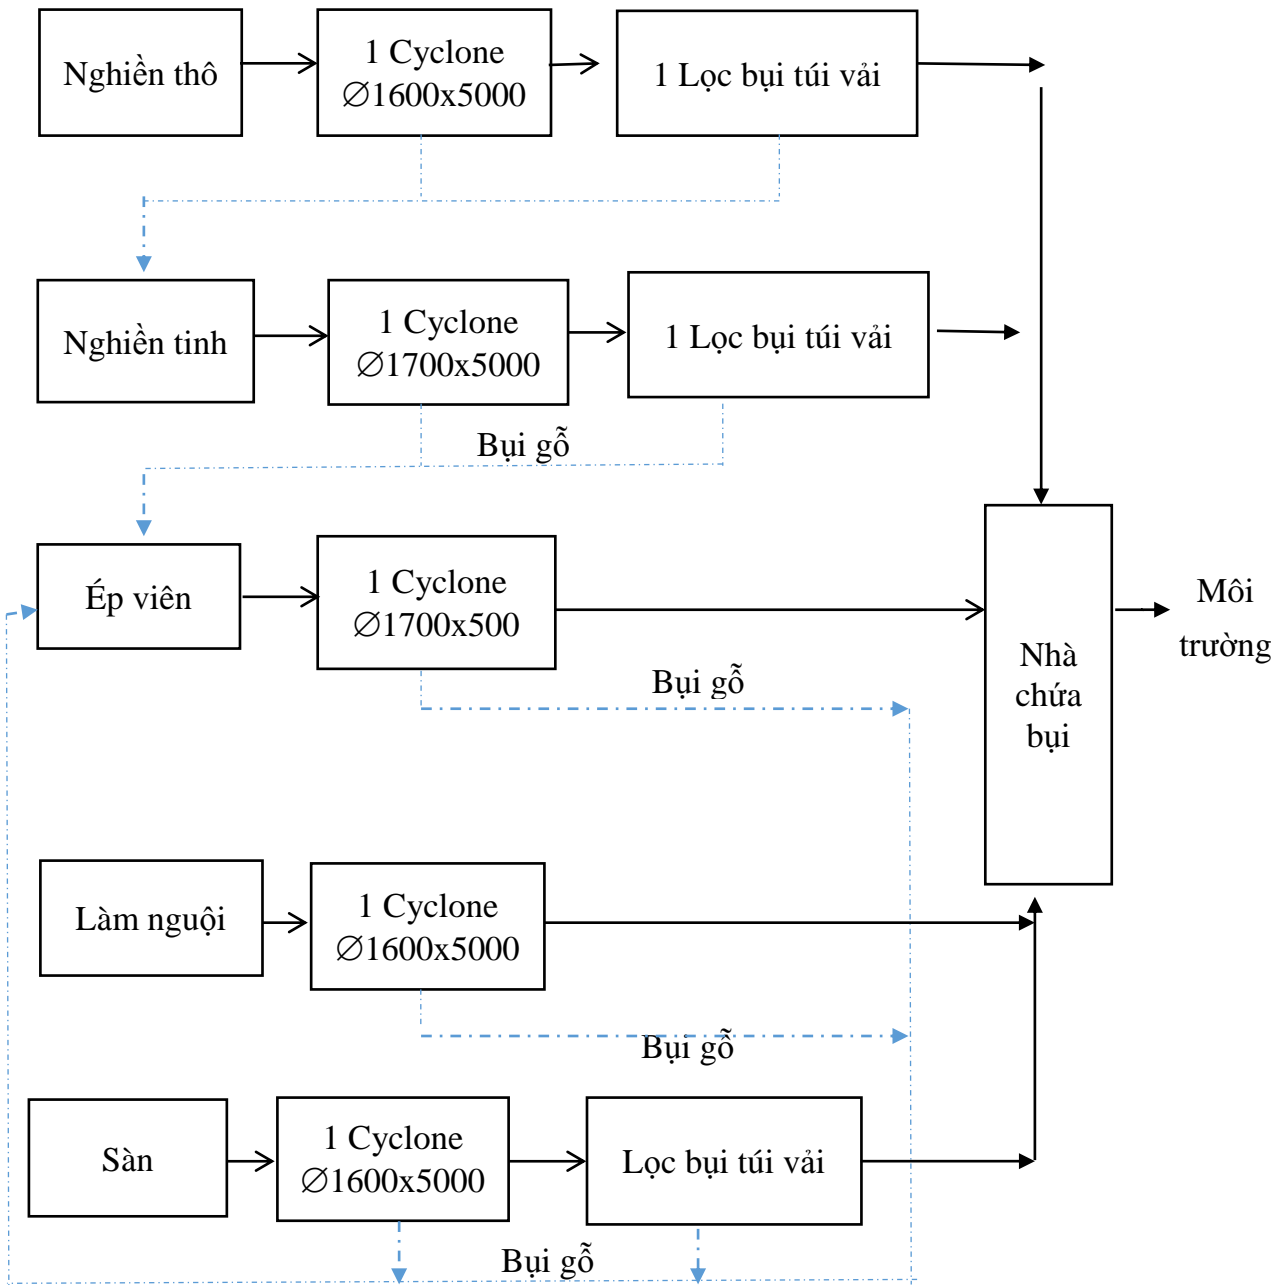 Nghiền thô
1 Cyclone
∅1600x5000
1 Lọc bụi túi vải
Nghiền tinh
1 Cyclone
∅1700x5000
1 Lọc bụi túi vải
Bụi gỗ
Ép viên
1 Cyclone
∅1700x500
Bụi gỗ
Nhà
chứa
bụi
Môi
trường
Làm nguội
1 Cyclone
∅1600x5000
Bụi gỗ
Sàn
1 Cyclone
∅1600x5000
Lọc bụi túi vải
Bụi gỗ